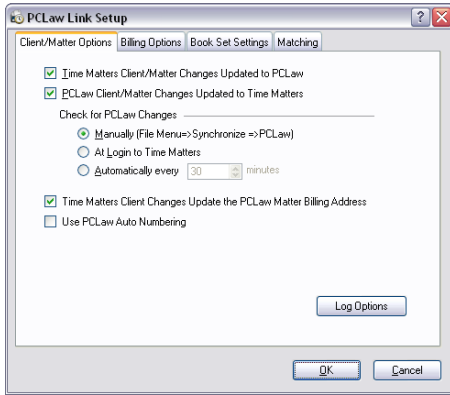 PCLaw Link Setup
Client/Matter Options Billing Options Book Set Settings Matching
Time Matters Client/Matter Changes Updated to PCLaw
PCLaw Client/Matter Changes Updated to Time Matters
Check for PCLaw Changes
Manually (File Menu=>Synchronize =>PCLaw)
At Login to Time Matters
Automatically every 30 minutes
Time Matters Client Changes Update the PCLaw Matter Billing Address
Use PCLaw Auto Numbering
Log Options
OK Cancel